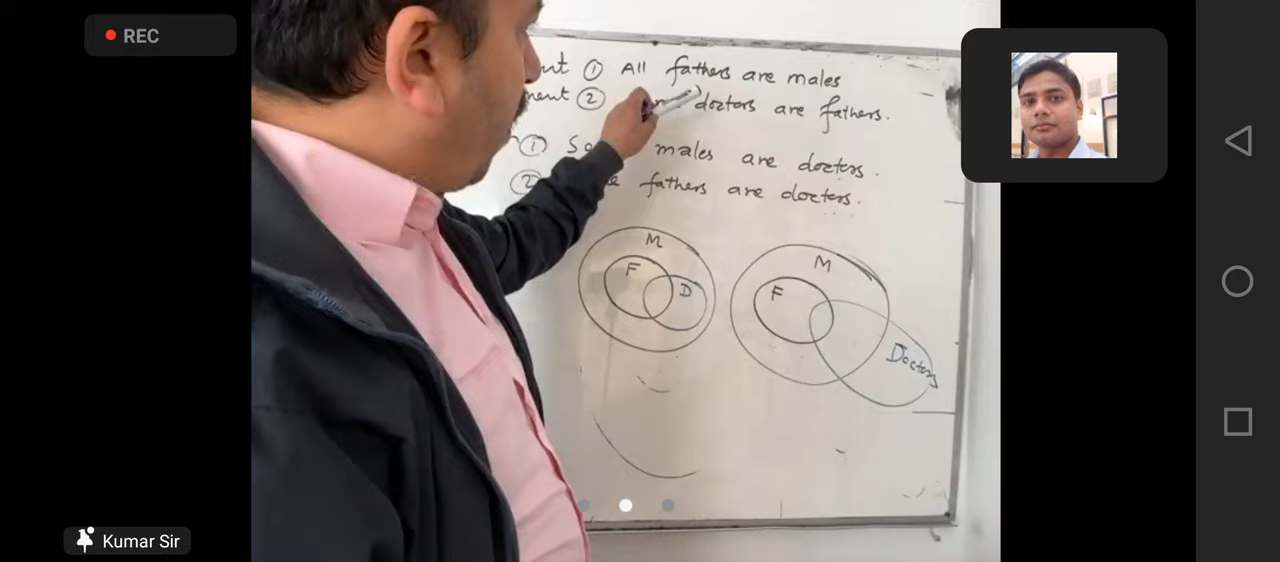 REC
① All fathers are males
② doctors are fathers.
① males are doctors.
② fathers are doctors.
M
F
D
M
F
Doctors
Kumar Sir